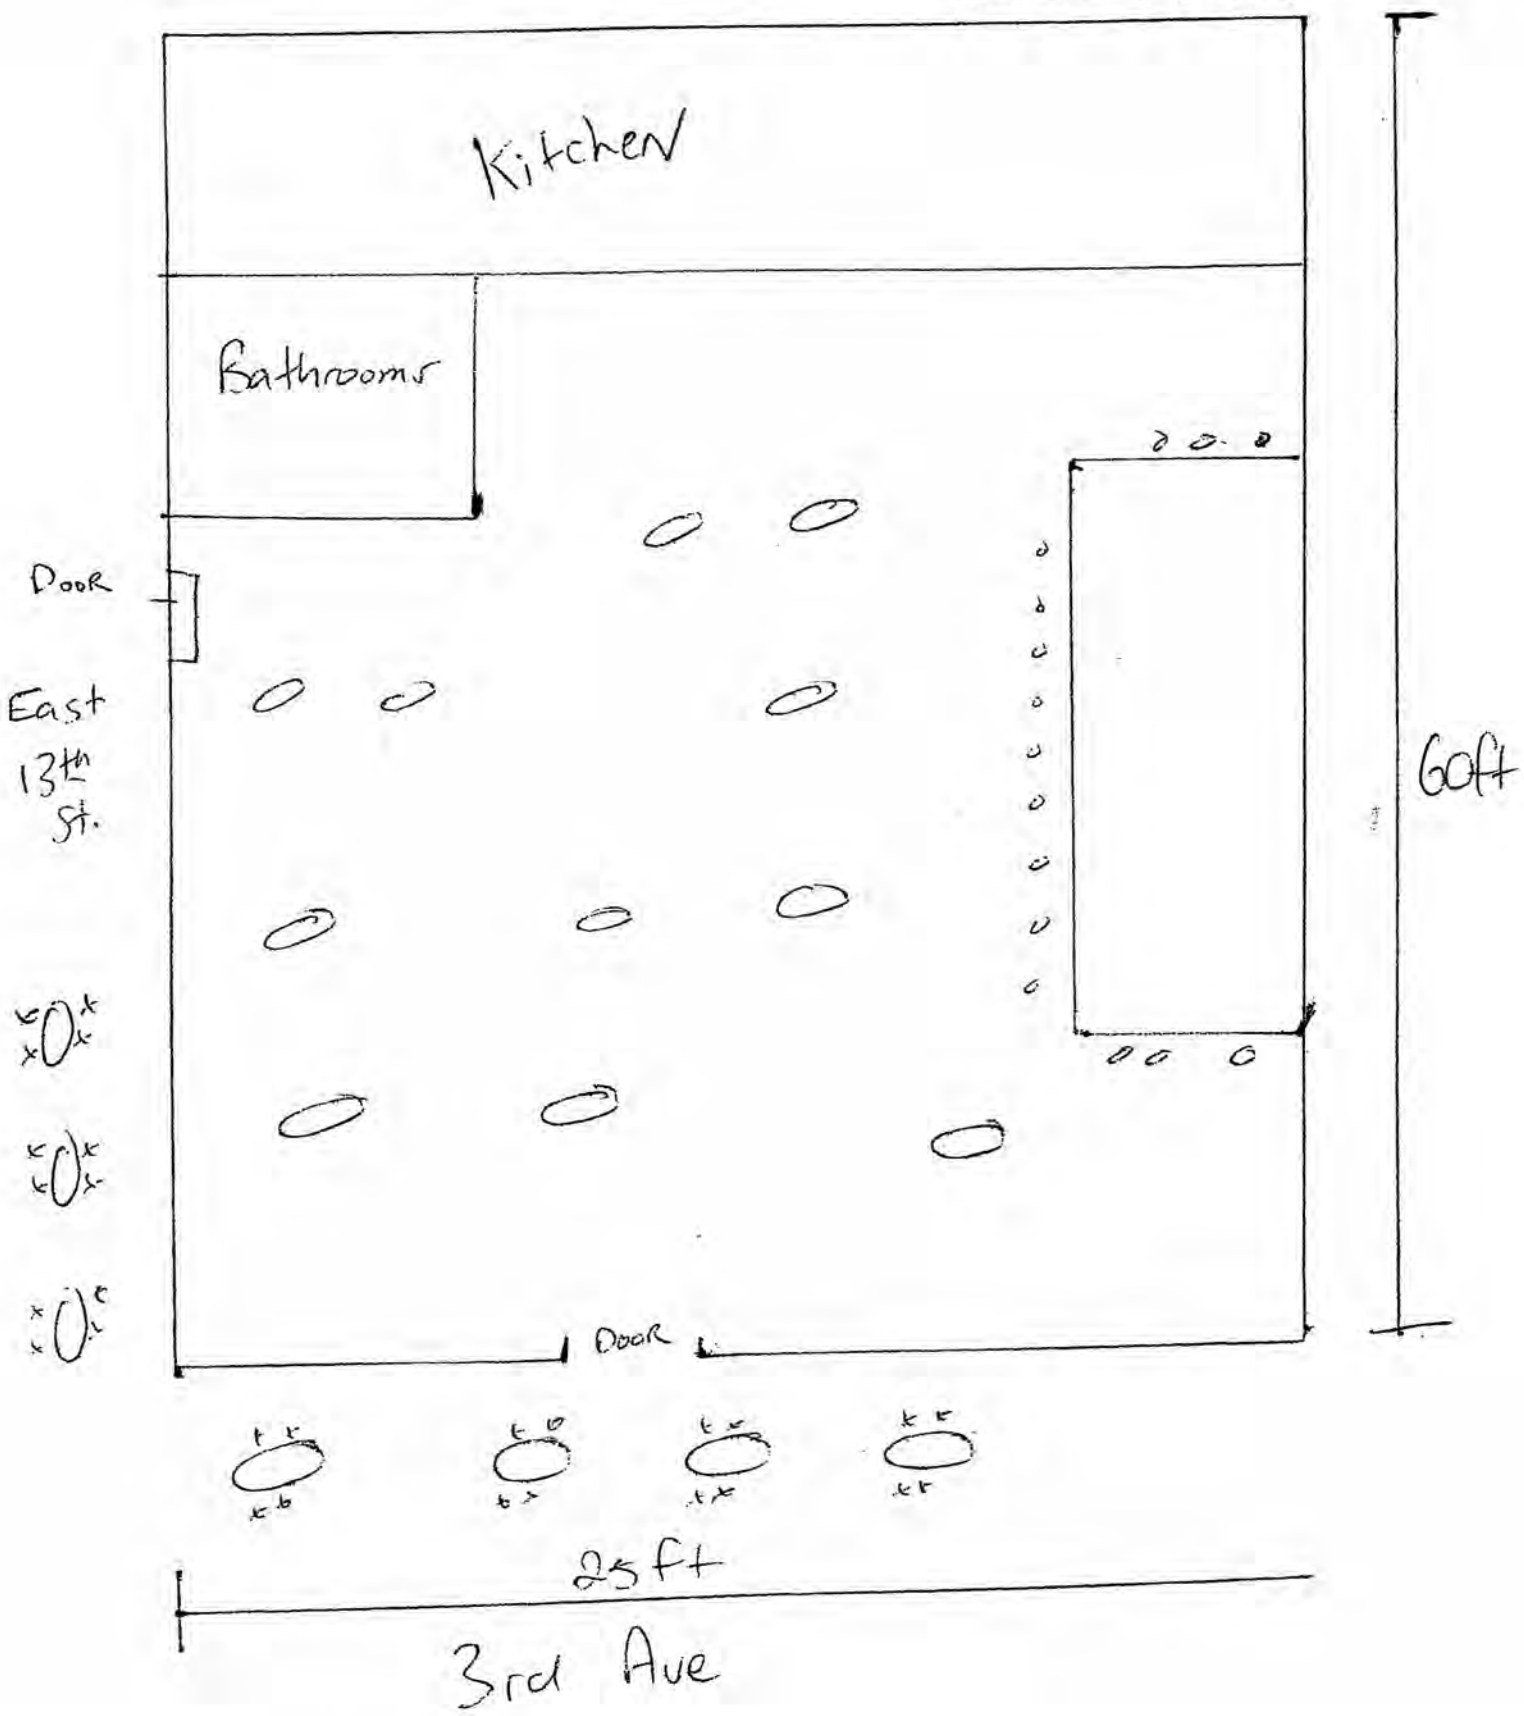 Kitchen
Bathrooms
Door
East
13th
St.
60ft
Door
25ft
3rd Ave